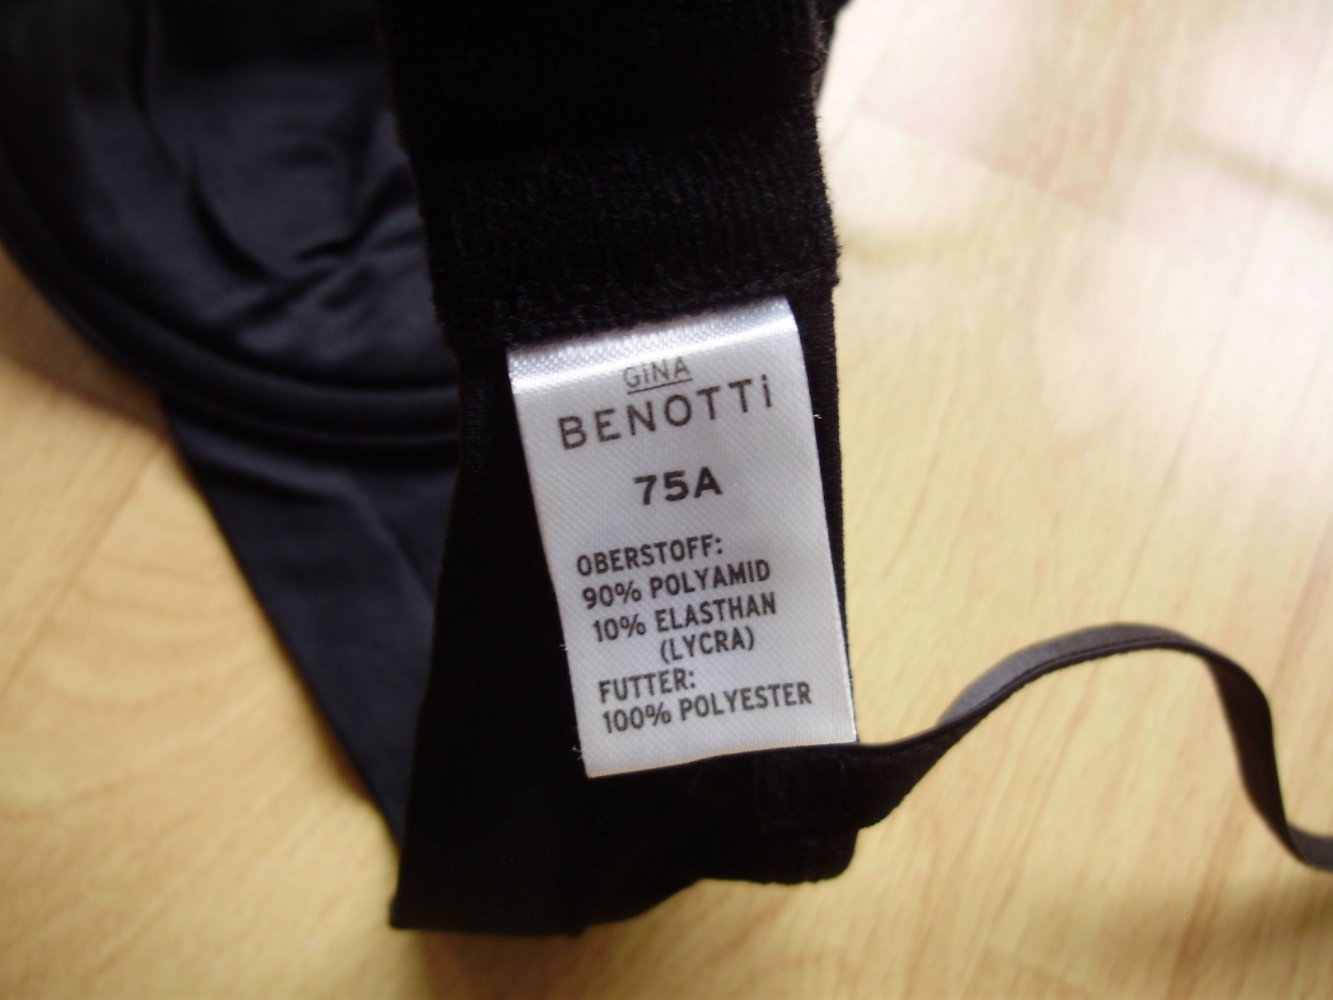 GiNA
BENOTTi
75A
OBERSTOFF:
90% POLYAMID
10% ELASTHAN
(LYCRA)
FUTTER:
100% POLYESTER